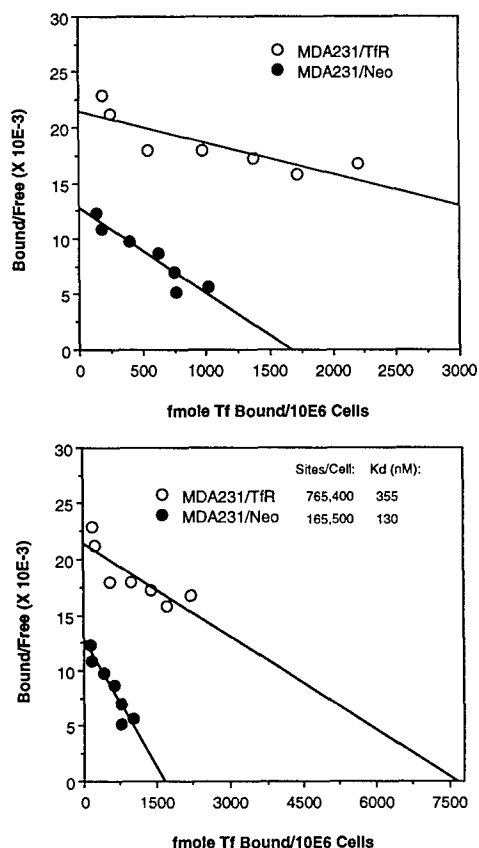 30
25
20
15
10
5
0
Bound/Free (X 10E-3)
MDA231/TfR
MDA231/Neo
0 500 1000 1500 2000 2500 3000
fmole Tf Bound/10E6 Cells
30
25
20
15
10
5
0
Bound/Free (X 10E-3)
Sites/Cell: Kd (nM):
MDA231/TfR 765,400 355
MDA231/Neo 165,500 130
0 1500 3000 4500 6000 7500
fmole Tf Bound/10E6 Cells